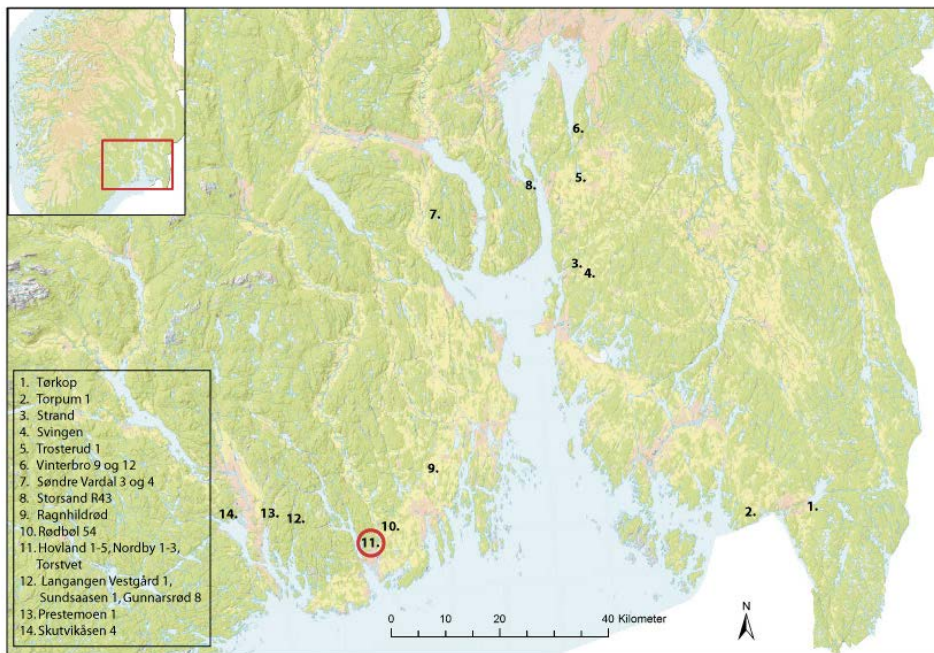 6.
5.
8.
7.
3.
4.
9.
10.
11.
14.
13.
12.
2.
1.
1. Tørkop
2. Torpum 1
3. Strand
4. Svingen
5. Trosterud 1
6. Vinterbro 9 og 12
7. Søndre Vardal 3 og 4
8. Storsand R43
9. Ragnhildrød
10. Rødbøl 54
11. Hovland 1-5, Nordby 1-3,
Torstvet
12. Langangen Vestgård 1,
Sundsaasen 1, Gunnarsrød 8
13. Prestemoen 1
14. Skutvikåsen 4
0 10 20 40 Kilometer
N